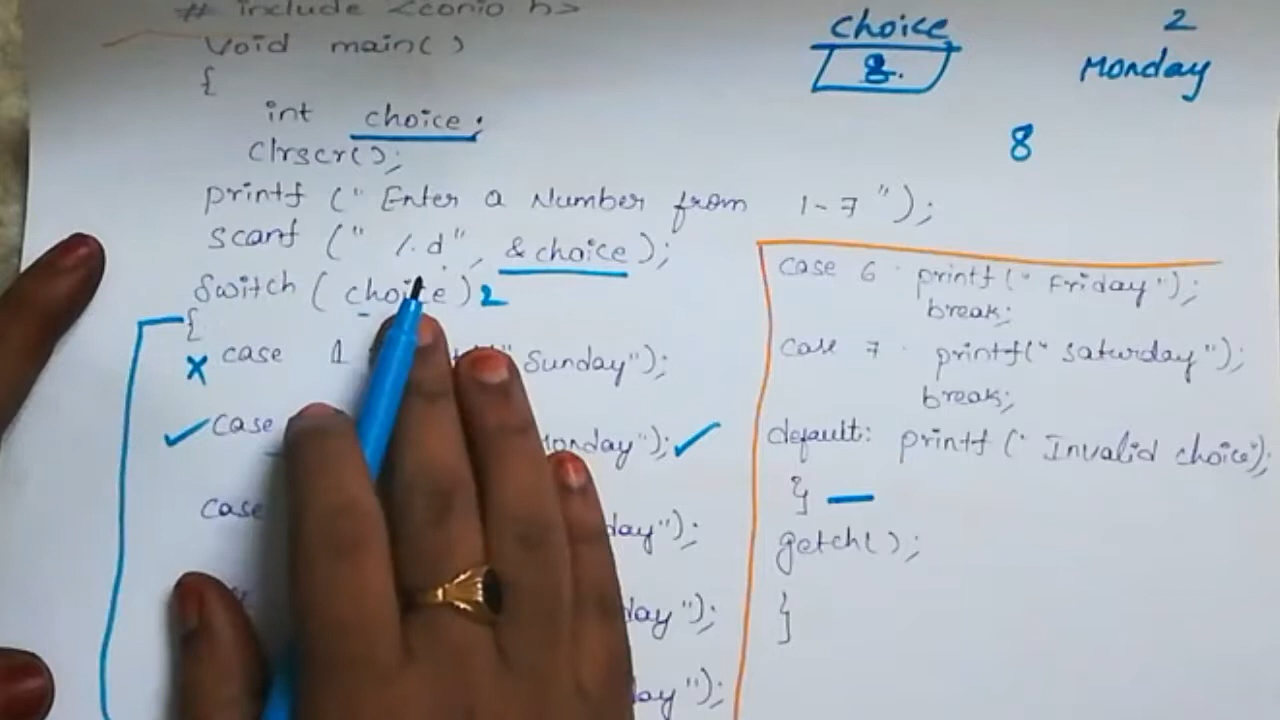 # include <conio h>
void main( )
{
int choice;
clrscr();
printf (" Enter a Number from 1-7 ");
scanf (" %d", & choice);
switch ( choice ) 2
{
case 1 "Sunday");
case onday");
case day");
day");
day");
case 6 printf (" Friday");
break;
case 7 printf(" Saturday");
break;
default: printf (" Invalid choice");
}
getch( );
}
choice
8.
2
Monday
8